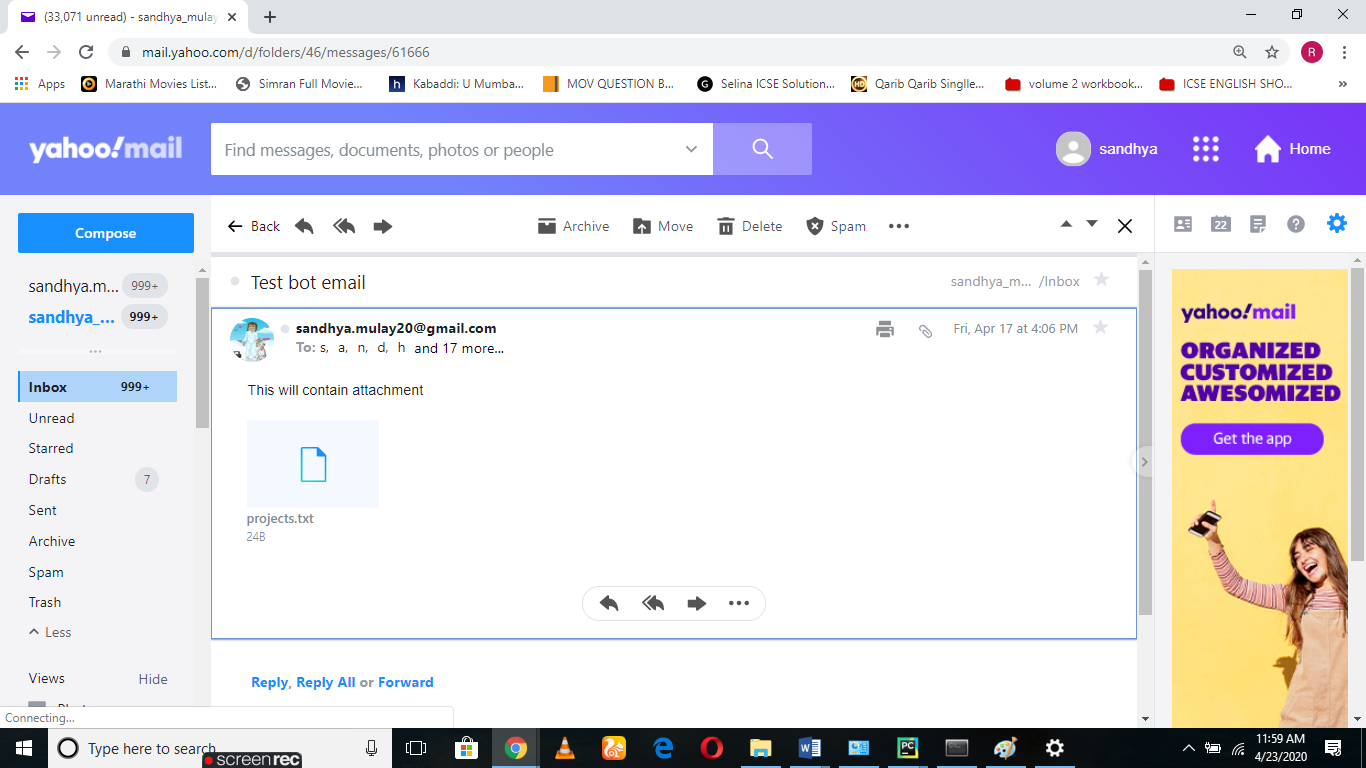 (33,071 unread) - sandhya_mulay
mail.yahoo.com/d/folders/46/messages/61666
R
Apps
Marathi Movies List...
Simran Full Movie...
h
Kabaddi: U Mumba...
MOV QUESTION B...
G
Selina ICSE Solution...
HD
Qarib Qarib Singlle...
volume 2 workbook...
ICSE ENGLISH SHO...
»
yahoo!mail
Find messages, documents, photos or people
sandhya
Home
Compose
Back
Archive
Move
Delete
Spam
22
sandhya.m... 999+
sandhya_... 999+
Inbox 999+
Unread
Starred
Drafts 7
Sent
Archive
Spam
Trash
Less
Views Hide
Test bot email
sandhya_m... /Inbox
sandhya.mulay20@gmail.com
Fri, Apr 17 at 4:06 PM
To: s, a, n, d, h and 17 more...
This will contain attachment
projects.txt
24B
Reply, Reply All or Forward
yahoo!mail
ORGANIZED
CUSTOMIZED
AWESOMIZED
Get the app
Connecting...
Type here to search
screenrec
W
PC
11:59 AM
4/23/2020